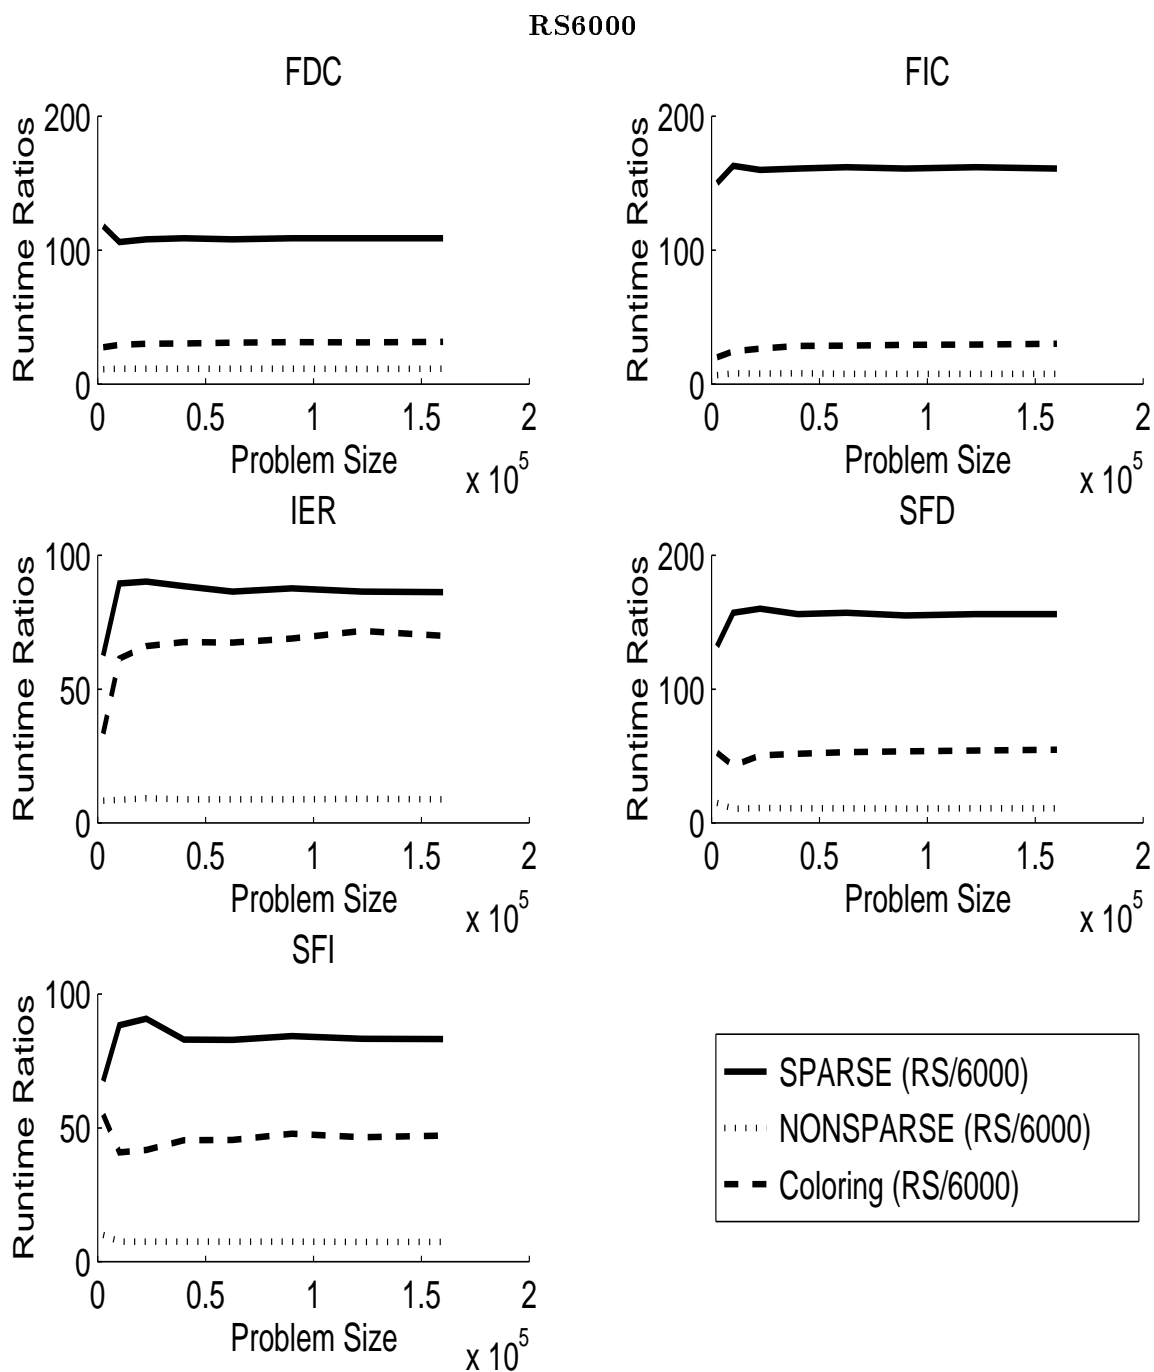 RS6000
FDC
200
100
0
Runtime Ratios
0 0.5 1 1.5 2
Problem Size
x 10^5
FIC
200
100
0
Runtime Ratios
0 0.5 1 1.5 2
Problem Size
x 10^5
IER
100
50
0
Runtime Ratios
0 0.5 1 1.5 2
Problem Size
x 10^5
SFD
200
100
0
Runtime Ratios
0 0.5 1 1.5 2
Problem Size
x 10^5
SFI
100
50
0
Runtime Ratios
0 0.5 1 1.5 2
Problem Size
x 10^5
SPARSE (RS/6000)
NONSPARSE (RS/6000)
Coloring (RS/6000)